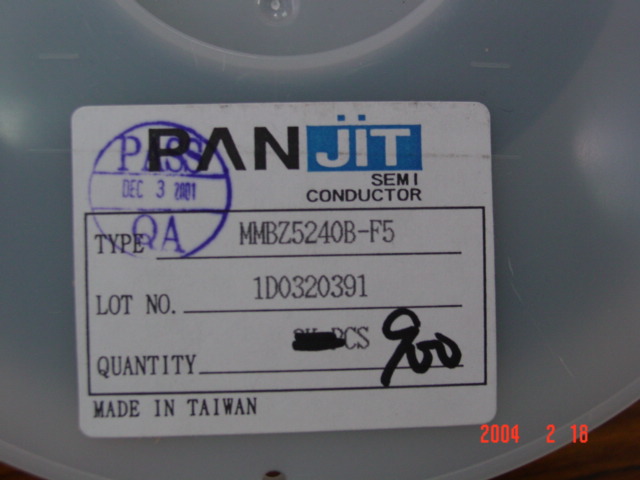 PANJIT
SEMI
CONDUCTOR
PASS
DEC 3 2001
QA
TYPE MMBZ5240B-F5
LOT NO. 1D0320391
PCS 900
QUANTITY
MADE IN TAIWAN
2004 2 18